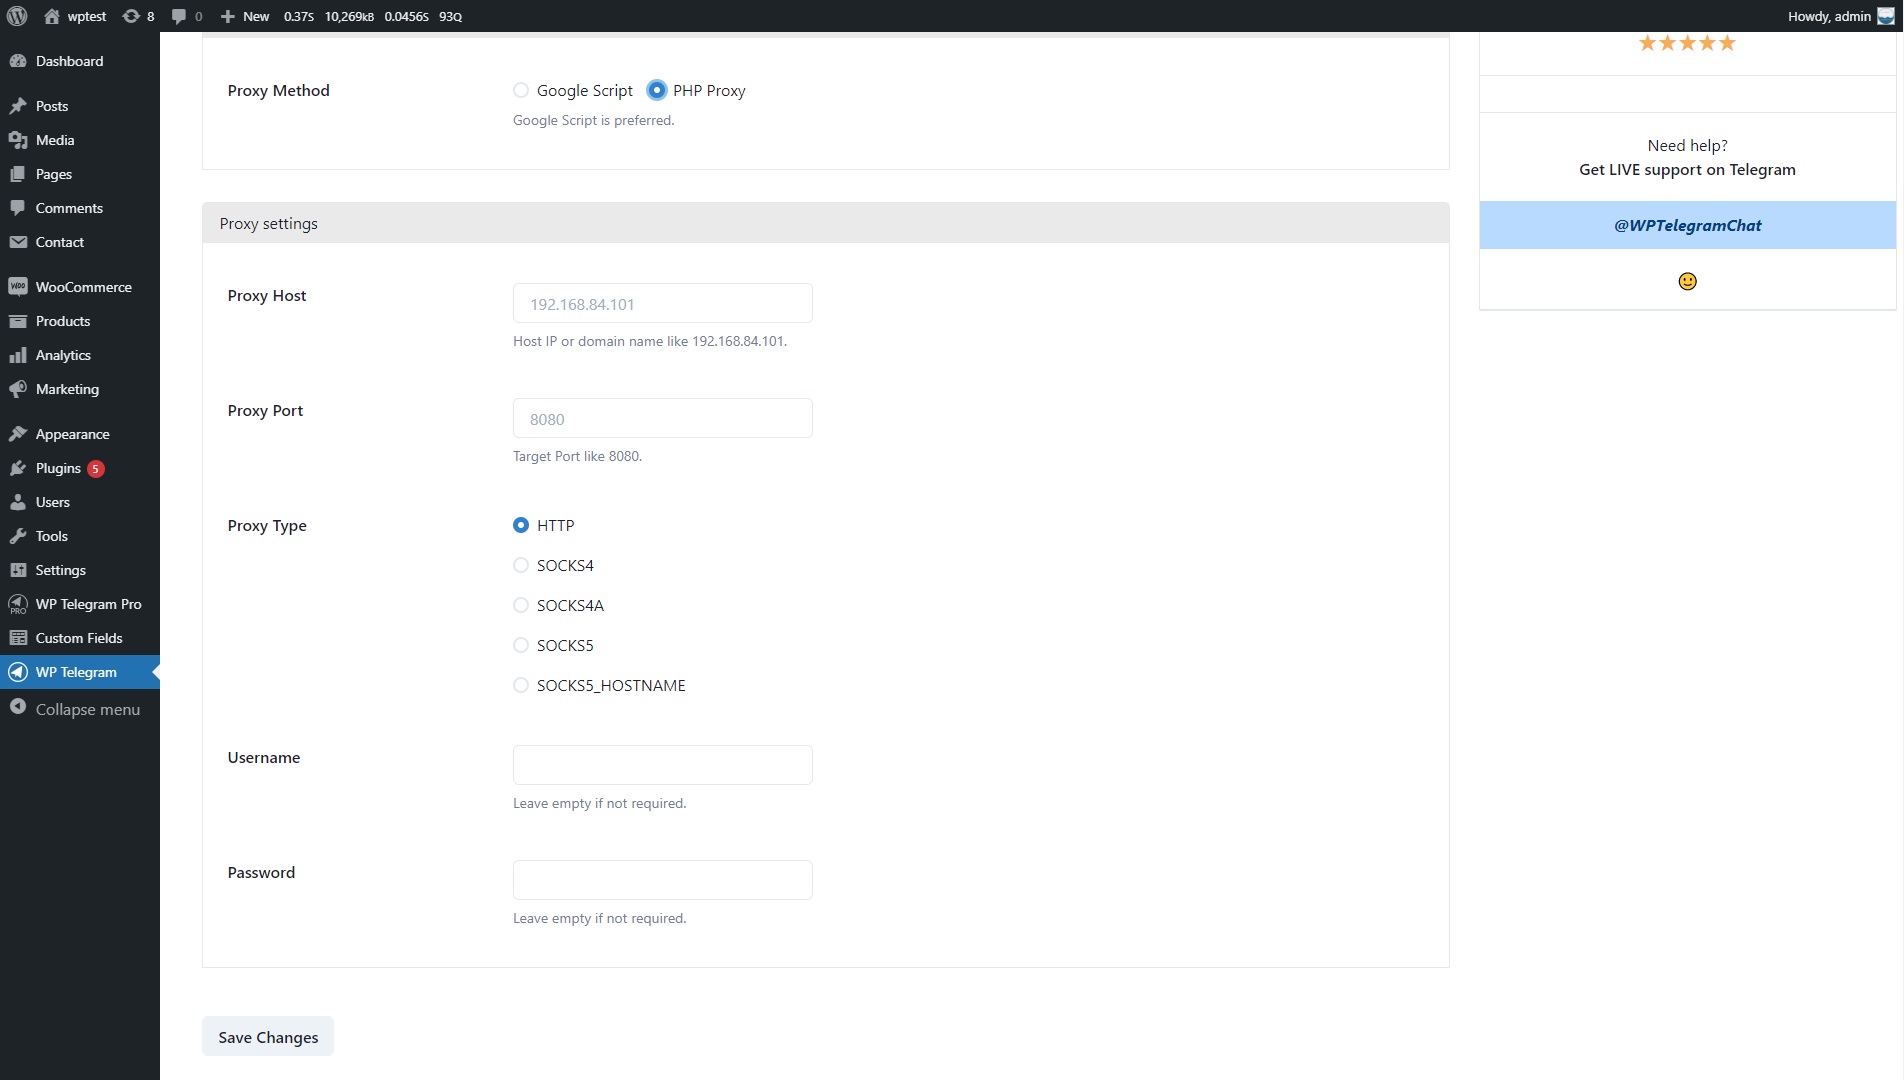 wptest 8 0 New 0.37s 10,269kB 0.0456s 93Q Howdy, admin
Dashboard
Posts
Media
Pages
Comments
Contact
WooCommerce
Products
Analytics
Marketing
Appearance
Plugins 5
Users
Tools
Settings
WP Telegram Pro
Custom Fields
WP Telegram
Collapse menu
Proxy Method
Google Script PHP Proxy
Google Script is preferred.
Proxy settings
Proxy Host
192.168.84.101
Host IP or domain name like 192.168.84.101.
Proxy Port
8080
Target Port like 8080.
Proxy Type
HTTP
SOCKS4
SOCKS4A
SOCKS5
SOCKS5_HOSTNAME
Username
Leave empty if not required.
Password
Leave empty if not required.
Save Changes
Need help?
Get LIVE support on Telegram
@WPTelegramChat